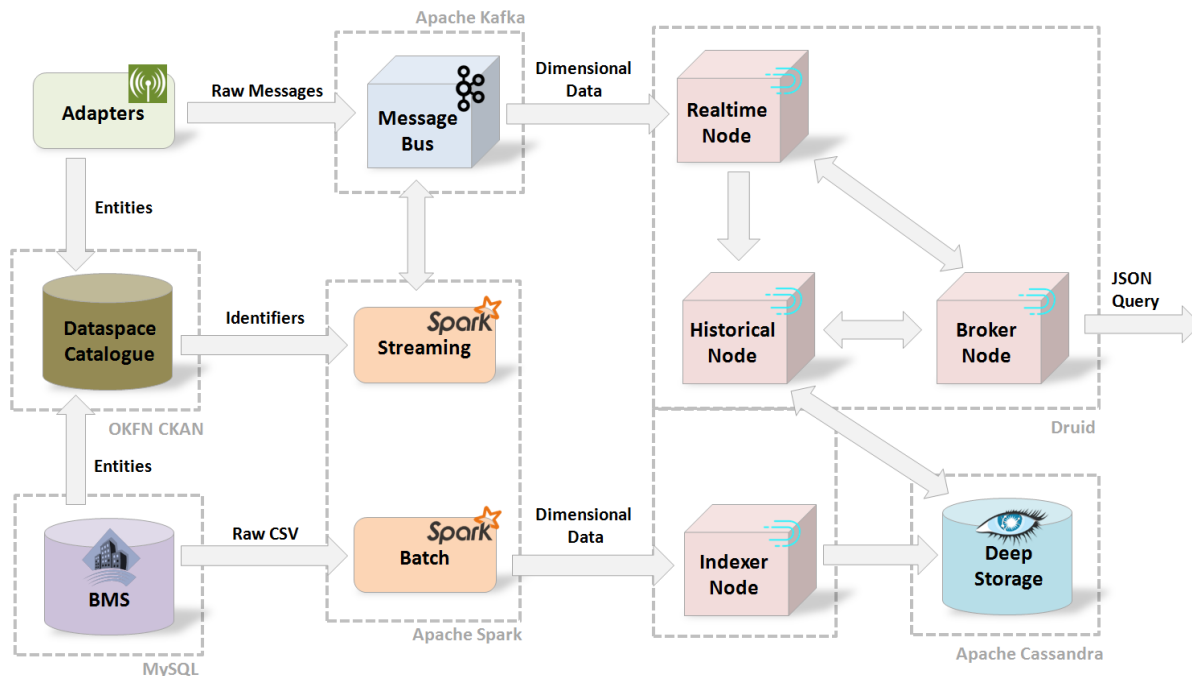 Apache Kafka
Adapters
Raw Messages
Message
Bus
Dimensional
Data
Realtime
Node
Entities
Dataspace
Catalogue
OKFN CKAN
Identifiers
Spark
Streaming
Historical
Node
Broker
Node
JSON
Query
Druid
Entities
BMS
MySQL
Raw CSV
Spark
Batch
Apache Spark
Dimensional
Data
Indexer
Node
Deep
Storage
Apache Cassandra